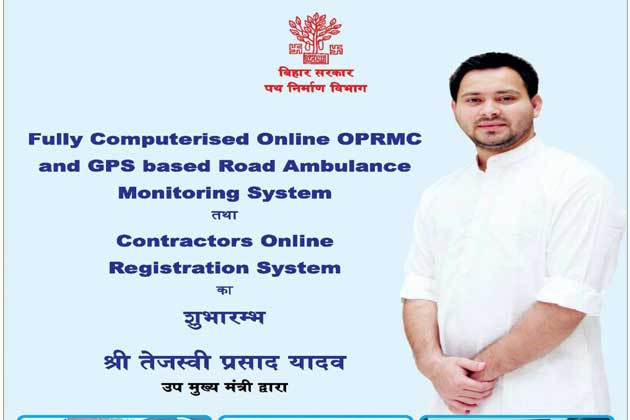 बिहार सरकार
पथ निर्माण विभाग
Fully Computerised Online OPRMC
and GPS based Road Ambulance
Monitoring System
तथा
Contractors Online
Registration System
का
शुभारम्भ
श्री तेजस्वी प्रसाद यादव
उप मुख्य मंत्री द्वारा